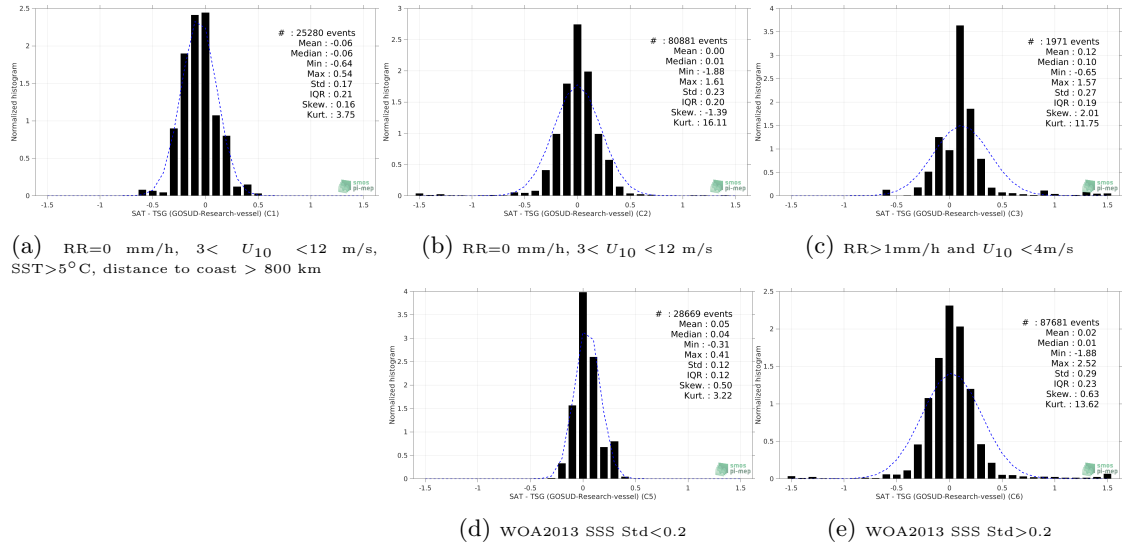 2.5
2
1.5
1
0.5
0
Normalized histogram
# : 25280 events
Mean : -0.06
Median : -0.06
Min : -0.64
Max : 0.54
Std : 0.17
IQR : 0.21
Skew. : 0.16
Kurt. : 3.75
smos
pi-mep
-1.5 -1 -0.5 0 0.5 1 1.5
SAT - TSG (GOSUD-Research-vessel) (C1)
(a) RR=0 mm/h, 3< U10 <12 m/s,
SST>5°C, distance to coast > 800 km
3
2.5
2
1.5
1
0.5
0
Normalized histogram
# : 80881 events
Mean : 0.00
Median : 0.01
Min : -1.88
Max : 1.61
Std : 0.23
IQR : 0.20
Skew. : -1.39
Kurt. : 16.11
smos
pi-mep
-1.5 -1 -0.5 0 0.5 1 1.5
SAT - TSG (GOSUD-Research-vessel) (C2)
(b) RR=0 mm/h, 3< U10 <12 m/s
4
3.5
3
2.5
2
1.5
1
0.5
0
Normalized histogram
# : 1971 events
Mean : 0.12
Median : 0.10
Min : -0.65
Max : 1.57
Std : 0.27
IQR : 0.19
Skew. : 2.01
Kurt. : 11.75
smos
pi-mep
-1.5 -1 -0.5 0 0.5 1 1.5
SAT - TSG (GOSUD-Research-vessel) (C3)
(c) RR>1mm/h and U10 <4m/s
4
3.5
3
2.5
2
1.5
1
0.5
0
Normalized histogram
# : 28669 events
Mean : 0.05
Median : 0.04
Min : -0.31
Max : 0.41
Std : 0.12
IQR : 0.12
Skew. : 0.50
Kurt. : 3.22
smos
pi-mep
-1.5 -1 -0.5 0 0.5 1 1.5
SAT - TSG (GOSUD-Research-vessel) (C5)
(d) WOA2013 SSS Std<0.2
2.5
2
1.5
1
0.5
0
Normalized histogram
# : 87681 events
Mean : 0.02
Median : 0.01
Min : -1.88
Max : 2.52
Std : 0.29
IQR : 0.23
Skew. : 0.63
Kurt. : 13.62
smos
pi-mep
-1.5 -1 -0.5 0 0.5 1 1.5
SAT - TSG (GOSUD-Research-vessel) (C6)
(e) WOA2013 SSS Std>0.2